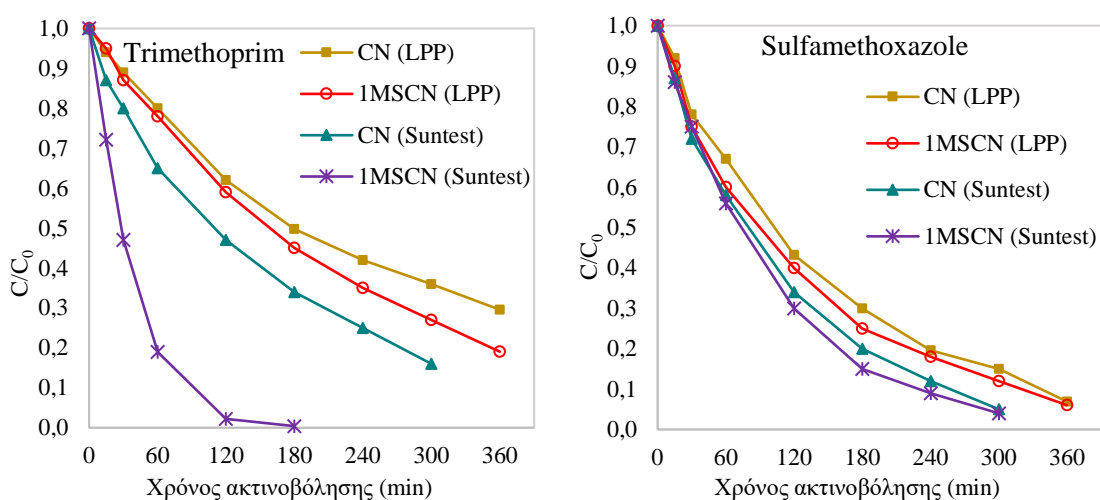 Trimethoprim
CN (LPP)
1MSCN (LPP)
CN (Suntest)
1MSCN (Suntest)
C/C0
1,0
0,9
0,8
0,7
0,6
0,5
0,4
0,3
0,2
0,1
0,0
0 60 120 180 240 300 360
Χρόνος ακτινοβόλησης (min)
Sulfamethoxazole
CN (LPP)
1MSCN (LPP)
CN (Suntest)
1MSCN (Suntest)
C/C0
1,0
0,9
0,8
0,7
0,6
0,5
0,4
0,3
0,2
0,1
0,0
0 60 120 180 240 300 360
Χρόνος ακτινοβόλησης (min)